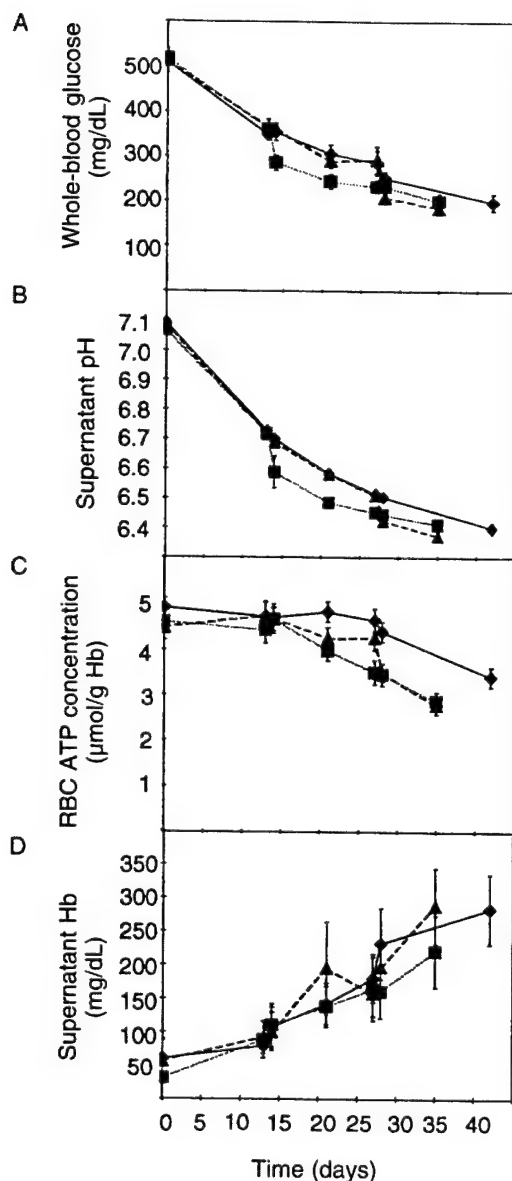 A
Whole-blood glucose
(mg/dL)
500
400
300
200
100
B
Supernatant pH
7.1
7.0
6.9
6.8
6.7
6.6
6.5
6.4
C
RBC ATP concentration
(µmol/g Hb)
5
4
3
2
1
D
Supernatant Hb
(mg/dL)
350
300
250
200
150
100
50
0 5 10 15 20 25 30 35 40 45
Time (days)